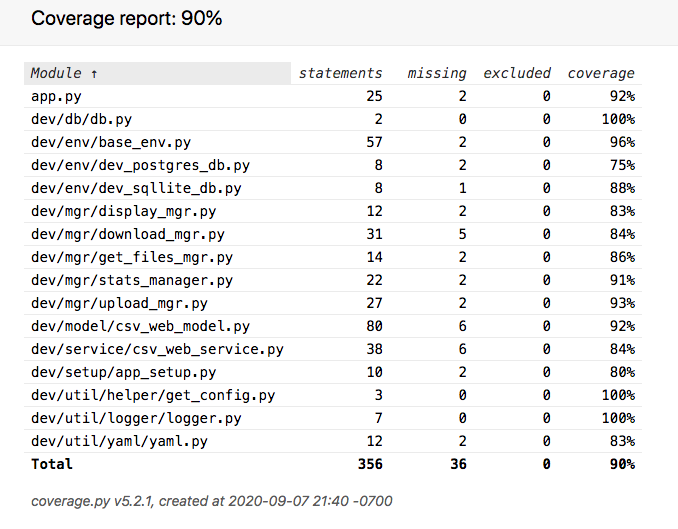 Coverage report: 90%
Module ↑ statements missing excluded coverage
app.py 25 2 0 92%
dev/db/db.py 2 0 0 100%
dev/env/base_env.py 57 2 0 96%
dev/env/dev_postgres_db.py 8 2 0 75%
dev/env/dev_sqllite_db.py 8 1 0 88%
dev/mgr/display_mgr.py 12 2 0 83%
dev/mgr/download_mgr.py 31 5 0 84%
dev/mgr/get_files_mgr.py 14 2 0 86%
dev/mgr/stats_manager.py 22 2 0 91%
dev/mgr/upload_mgr.py 27 2 0 93%
dev/model/csv_web_model.py 80 6 0 92%
dev/service/csv_web_service.py 38 6 0 84%
dev/setup/app_setup.py 10 2 0 80%
dev/util/helper/get_config.py 3 0 0 100%
dev/util/logger/logger.py 7 0 0 100%
dev/util/yaml/yaml.py 12 2 0 83%
Total 356 36 0 90%
coverage.py v5.2.1, created at 2020-09-07 21:40 -0700